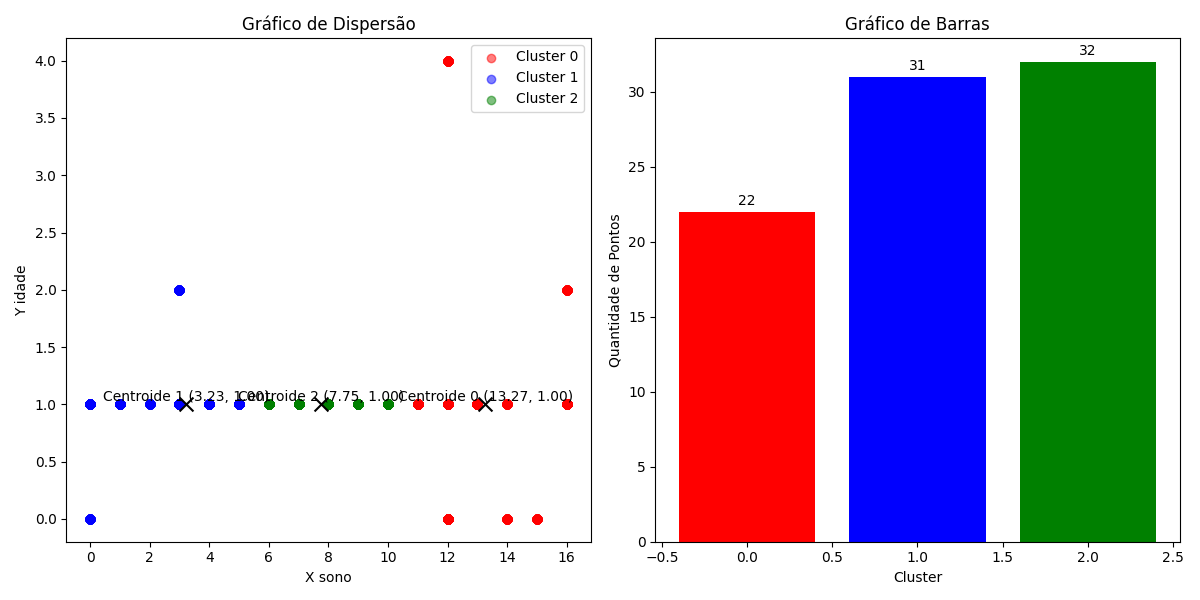 Gráfico de Dispersão
4.0
3.5
3.0
2.5
2.0
1.5
1.0
0.5
0.0
Y idade
Cluster 0
Cluster 1
Cluster 2
Centroide 1 (3.23, 1.00)
Centroide 2 (7.75, 1.00)
Centroide 0 (13.27, 1.00)
0 2 4 6 8 10 12 14 16
X sono
Gráfico de Barras
30
25
20
15
10
5
0
Quantidade de Pontos
22
31
32
−0.5 0.0 0.5 1.0 1.5 2.0 2.5
Cluster